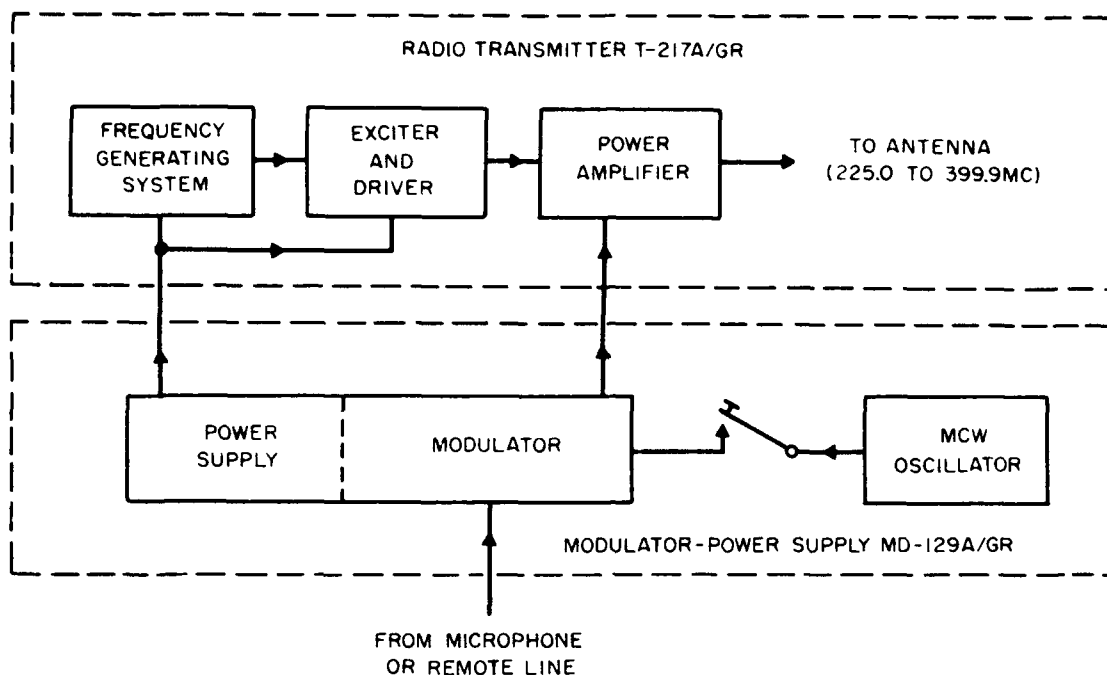 RADIO TRANSMITTER T-217A/GR
FREQUENCY
GENERATING
SYSTEM
EXCITER
AND
DRIVER
POWER
AMPLIFIER
TO ANTENNA
(225.0 TO 399.9MC)
POWER
SUPPLY
MODULATOR
MCW
OSCILLATOR
MODULATOR-POWER SUPPLY MD-129A/GR
FROM MICROPHONE
OR REMOTE LINE